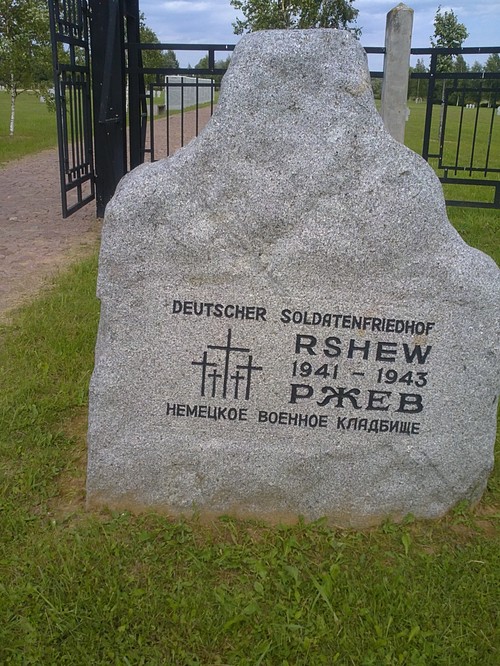 DEUTSCHER SOLDATENFRIEDHOF
RSHEW
1941 - 1943
РЖЕВ
НЕМЕЦКОЕ ВОЕННОЕ КЛАДБИЩЕ